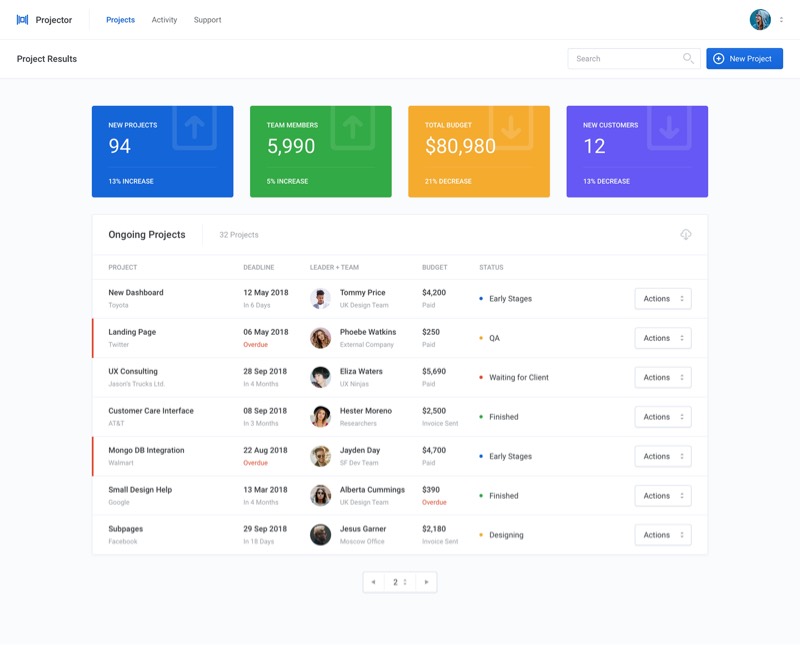 Projector Projects Activity Support
Project Results Search New Project
NEW PROJECTS TEAM MEMBERS TOTAL BUDGET NEW CUSTOMERS
94 5,990 $80,980 12
13% INCREASE 5% INCREASE 21% DECREASE 13% DECREASE
Ongoing Projects 32 Projects
PROJECT DEADLINE LEADER + TEAM BUDGET STATUS
New Dashboard 12 May 2018 Tommy Price $4,200 Early Stages Actions
Toyota In 6 Days UK Design Team Paid
Landing Page 06 May 2018 Phoebe Watkins $250 QA Actions
Twitter Overdue External Company Paid
UX Consulting 28 Sep 2018 Eliza Waters $5,690 Waiting for Client Actions
Jason's Trucks Ltd. In 4 Months UX Ninjas Paid
Customer Care Interface 08 Sep 2018 Hester Moreno $2,500 Finished Actions
AT&T In 3 Months Researchers Invoice Sent
Mongo DB Integration 22 Aug 2018 Jayden Day $4,700 Early Stages Actions
Walmart Overdue SF Dev Team Paid
Small Design Help 13 Mar 2018 Alberta Cummings $390 Finished Actions
Google In 4 Months UK Design Team Overdue
Subpages 29 Sep 2018 Jesus Garner $2,180 Designing Actions
Facebook In 18 Days Moscow Office Invoice Sent
2